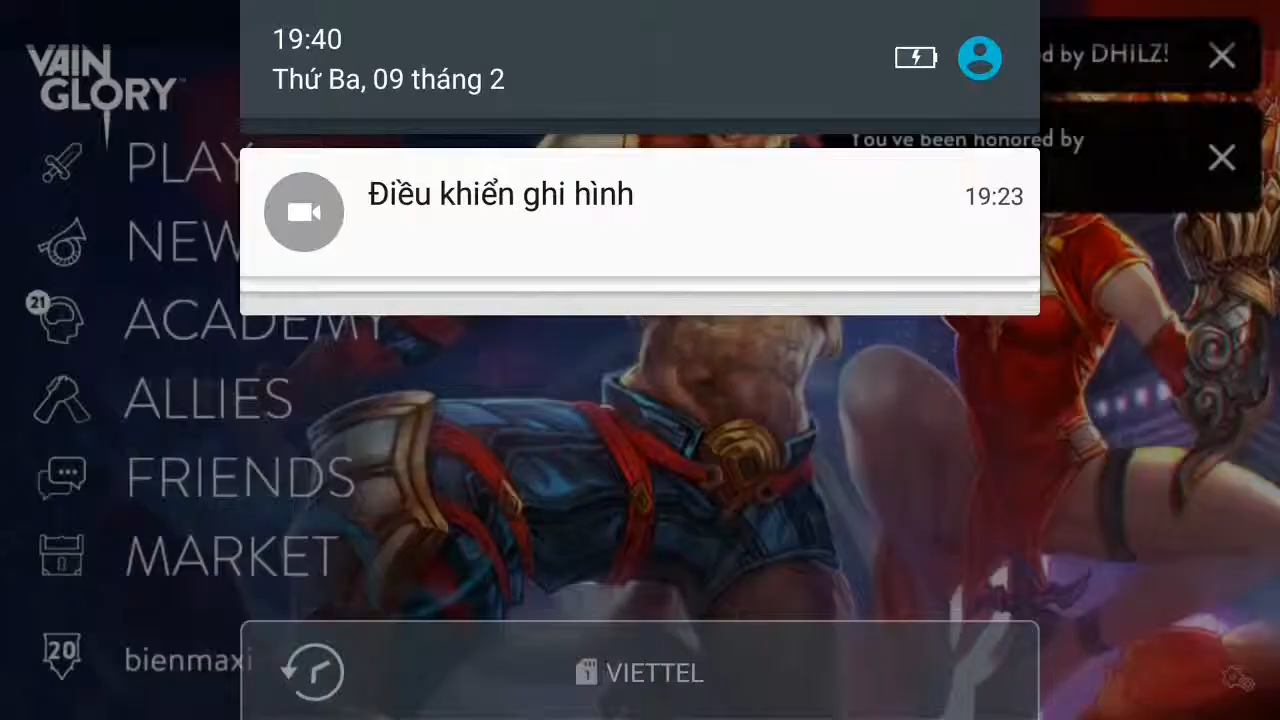 19:40
Thứ Ba, 09 tháng 2
d by DHILZ!
You've been honored by
Điều khiển ghi hình
19:23
VAIN
GLORY
PLAY
NEW
21
ACADEMY
ALLIES
FRIENDS
MARKET
20
bienmaxi
1
VIETTEL